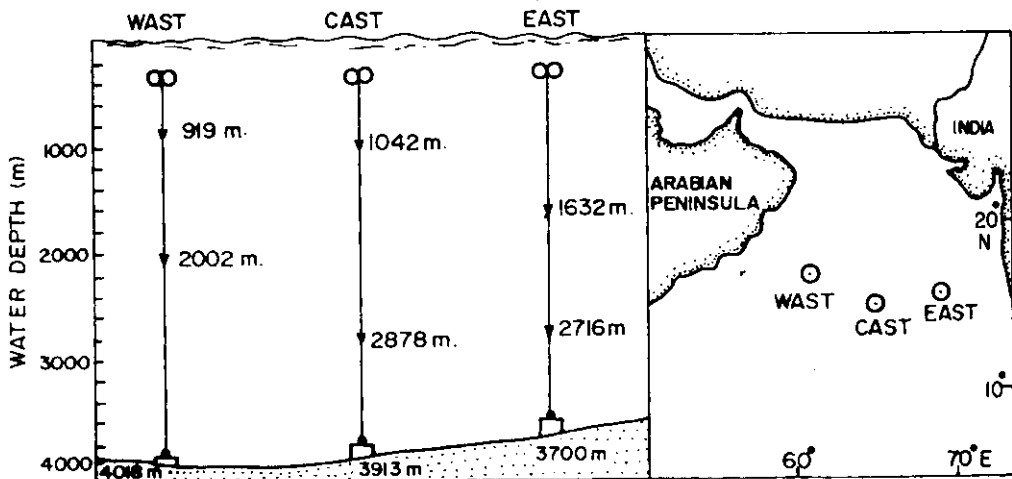 WAST CAST EAST
919 m.
1042 m.
1632 m.
2002 m.
2716 m
2878 m.
WATER DEPTH (m)
1000
2000
3000
4000
4018 m
3913 m
3700 m
INDIA
ARABIAN
PENINSULA
20°
N
WAST
CAST
EAST
10°
60°
70°E